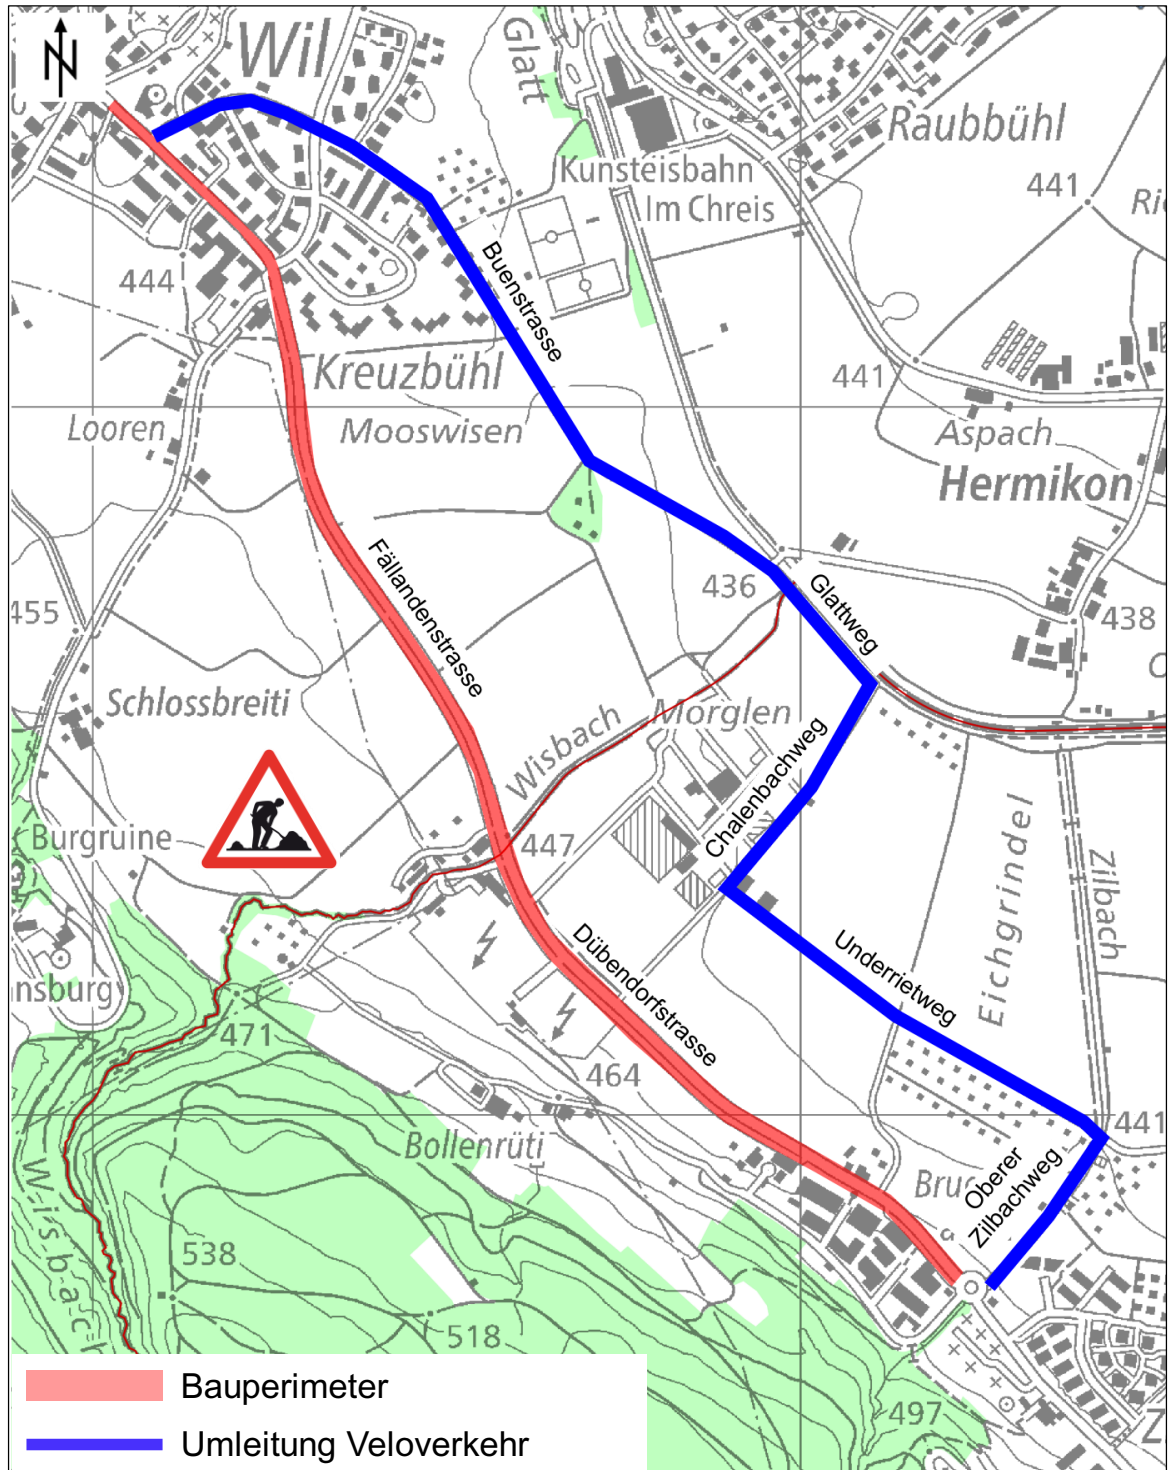 N
Wil
Glatt
Raubbühl
Kunsteisbahn
Im Chreis
441
444
Buenstrasse
Kreuzbühl
441
Looren
Mooswisen
Aspach
Hermikon
Fällandenstrasse
436
Glattweg
455
438
Schlossbreiti
Wisbach
Morglen
Chalenbachweg
Burgruine
447
Eichgrindel
Zilbach
Dübendorfstrasse
Underrietweg
nsburg
471
464
441
Bollenrüti
Oberer
Zilbachweg
Wisbach
538
518
497
Bauperimeter
Umleitung Veloverkehr